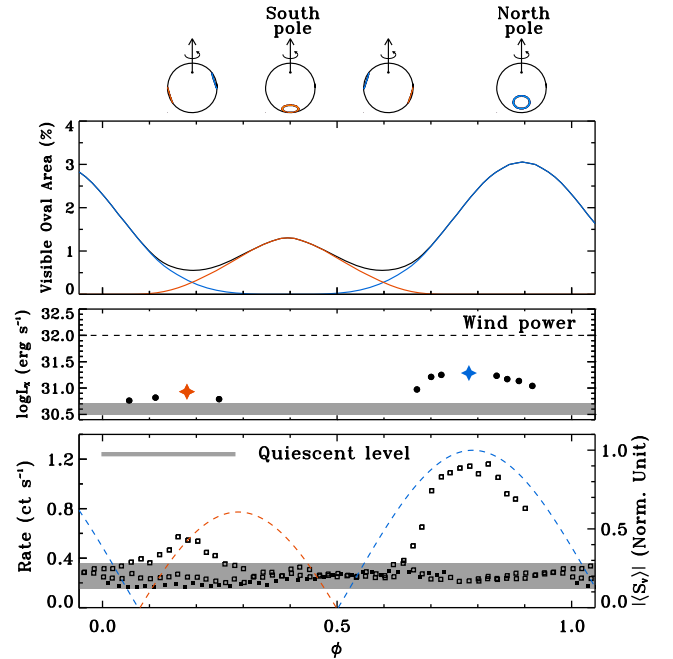 South
pole
North
pole
Visible Oval Area (%)
4
3
2
1
0
logLx (erg s⁻¹)
32.5
32.0
31.5
31.0
30.5
Wind power
Rate (ct s⁻¹)
1.2
0.8
0.4
0.0
Quiescent level
1.0
0.5
0.0
|⟨Sᵥ⟩| (Norm. Unit)
0.0
0.5
1.0
ϕ